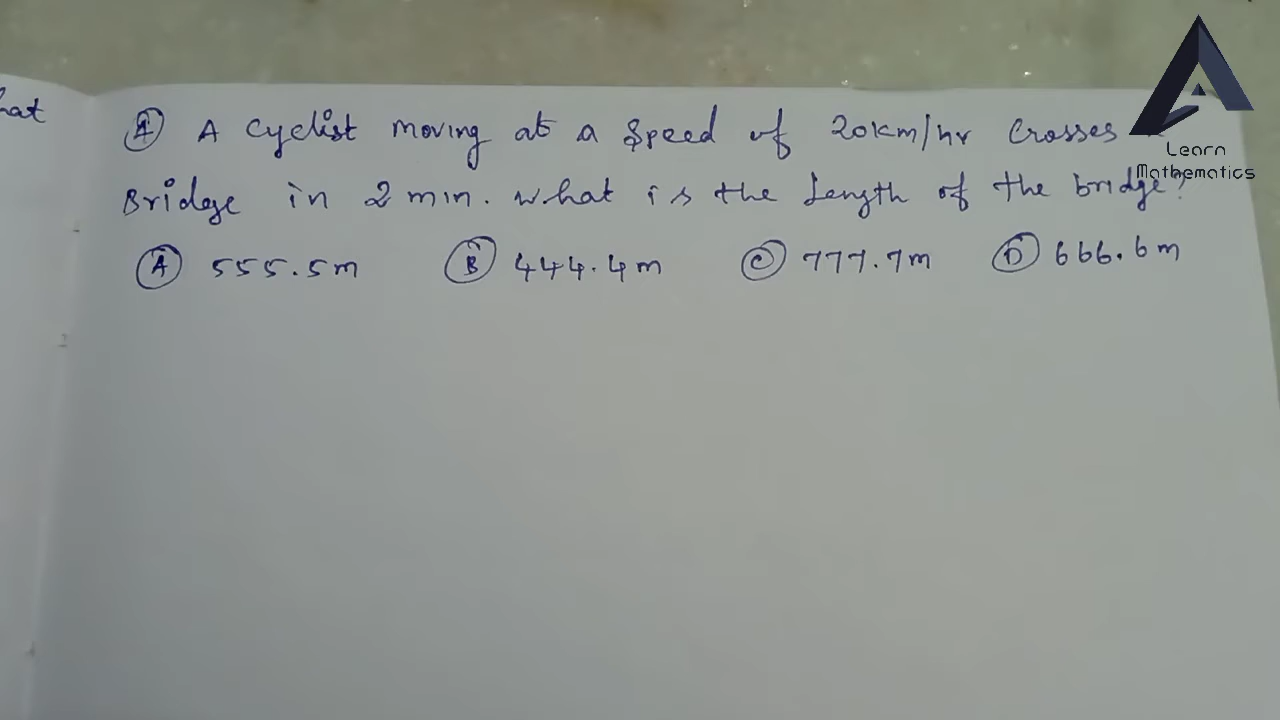 hat
A A cyclist moving at a speed of 20km/hr crosses
Bridge in 2 min. What is the Length of the bridge?
A 555.5m B 444.4m C 777.7m D 666.6m
Learn
Mathematics